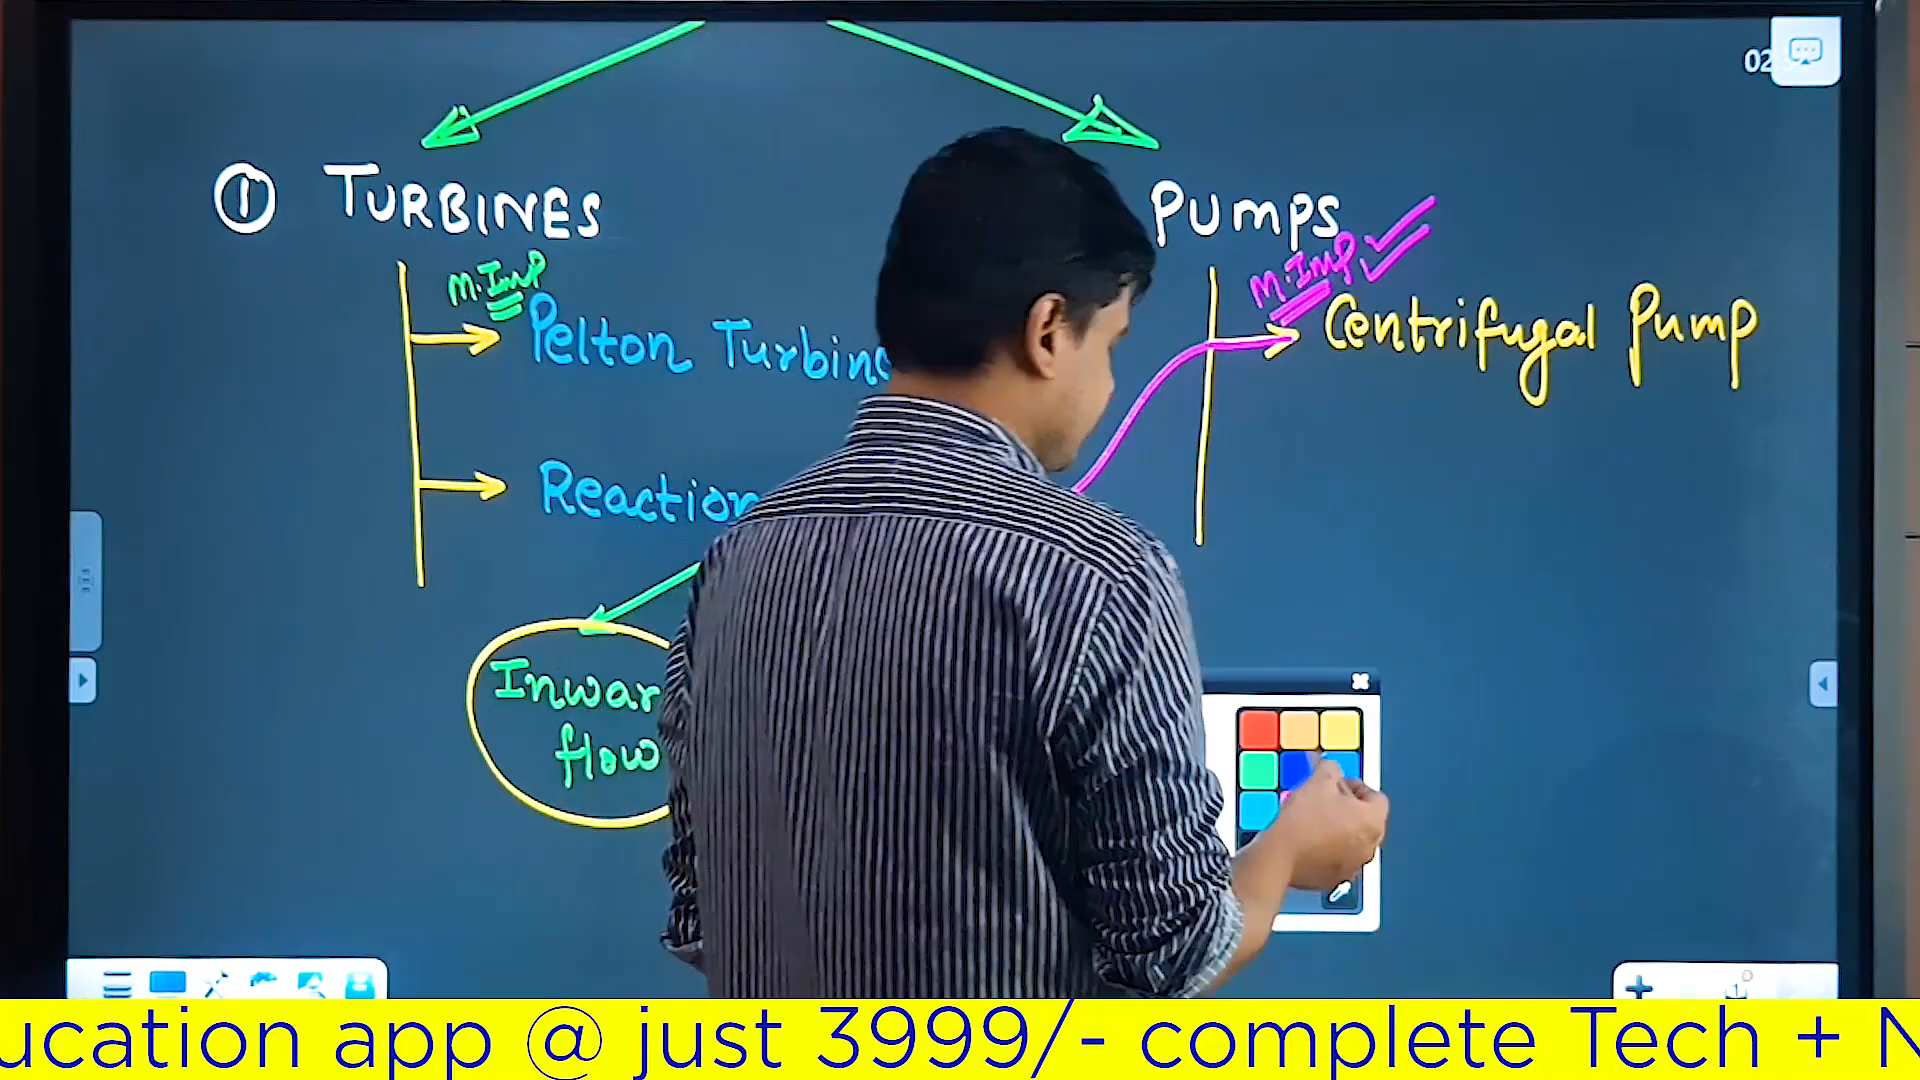 02
① TURBINES
PUMPS
M.Imp
M.Imp
Pelton Turbine
Centrifugal Pump
Reaction
Inwar
flow
ucation app @ just 3999/- complete Tech + N